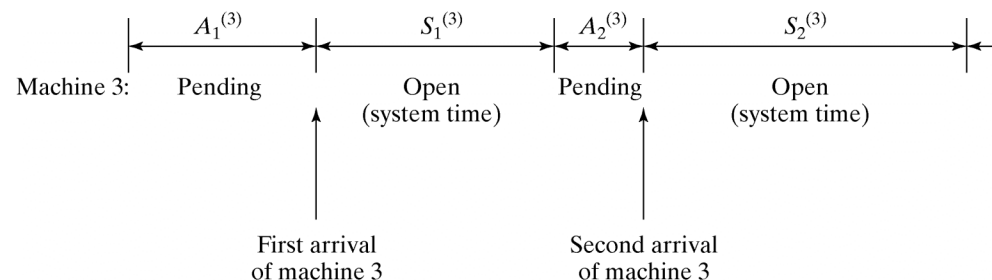 A₁⁽³⁾ S₁⁽³⁾ A₂⁽³⁾ S₂⁽³⁾
Machine 3: Pending Open Pending Open
(system time) (system time)
First arrival Second arrival
of machine 3 of machine 3